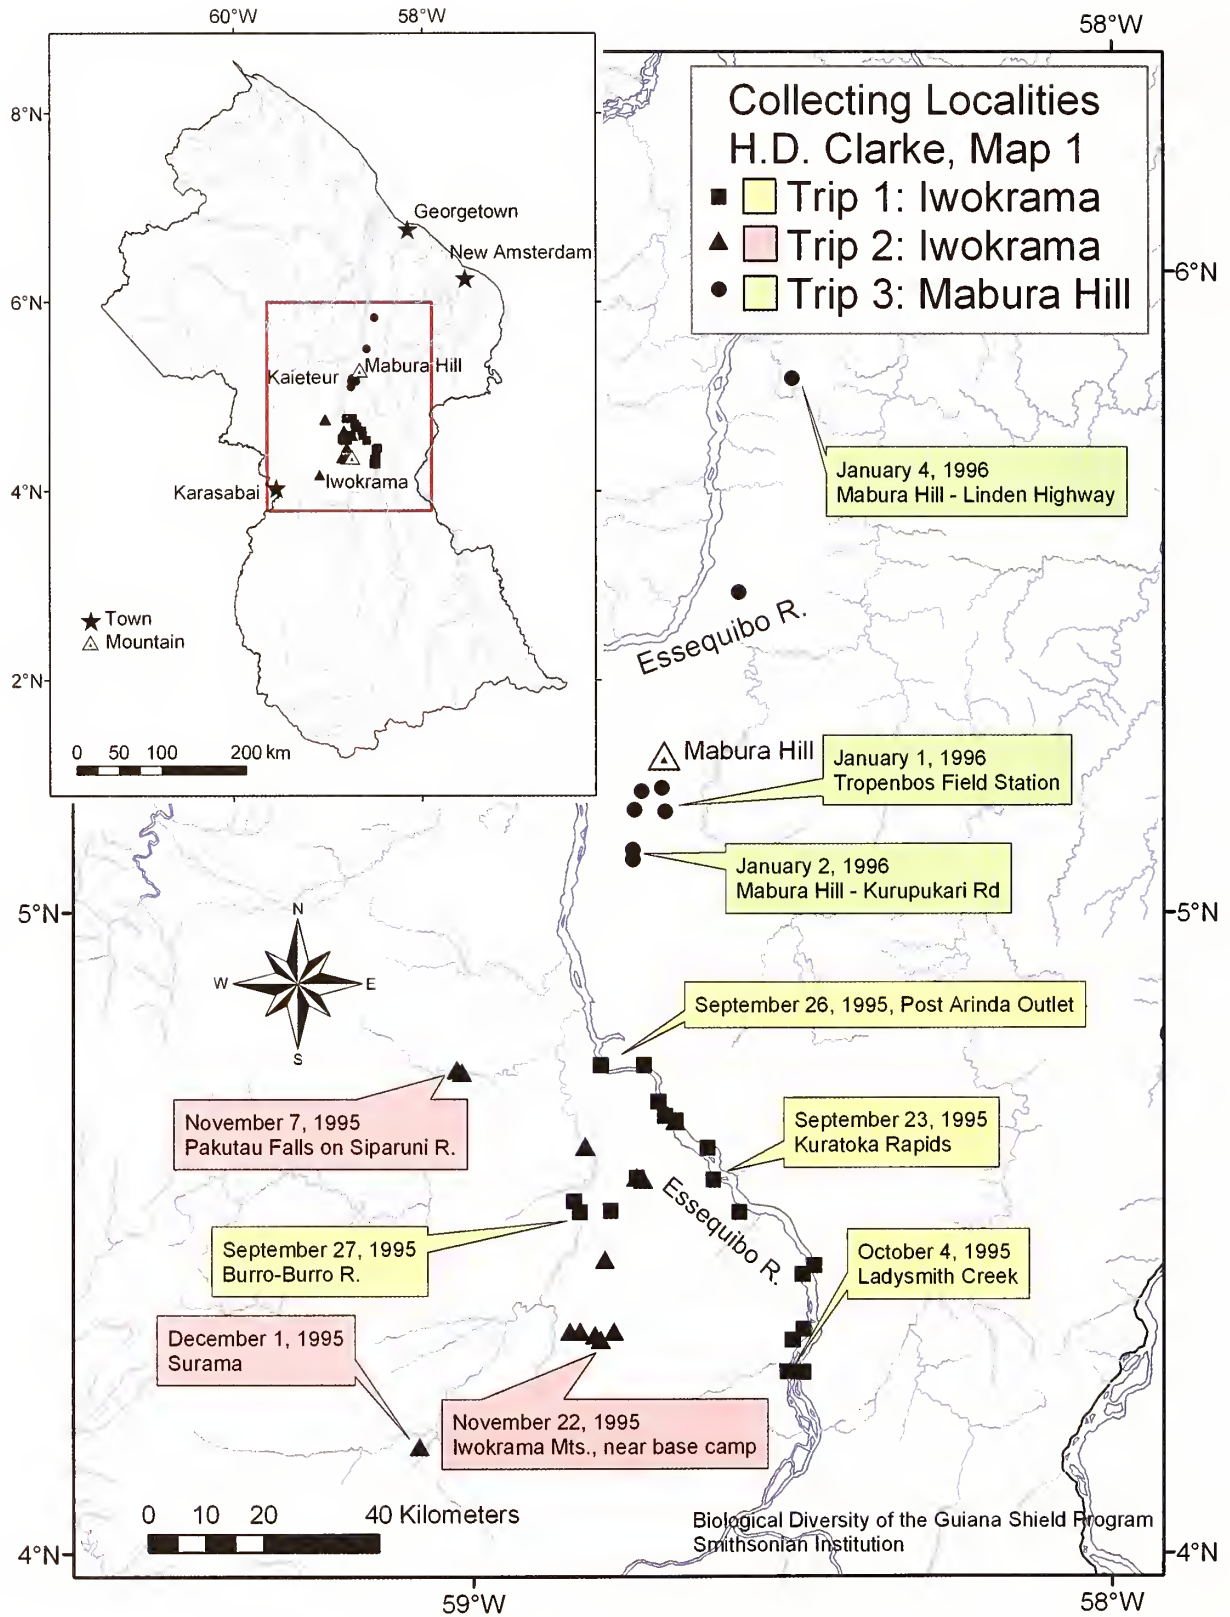 60°W
58°W
58°W
8°N
6°N
4°N
2°N
Georgetown
New Amsterdam
Mabura Hill
Kaieteur
Karasabai
Iwokrama
Town
Mountain
0 50 100 200 km
Collecting Localities
H.D. Clarke, Map 1
Trip 1: Iwokrama
Trip 2: Iwokrama
Trip 3: Mabura Hill
6°N
January 4, 1996
Mabura Hill - Linden Highway
Essequibo R.
Mabura Hill
January 1, 1996
Tropenbos Field Station
January 2, 1996
Mabura Hill - Kurupukari Rd
5°N
5°N
N
W
E
S
September 26, 1995, Post Arinda Outlet
November 7, 1995
Pakutau Falls on Siparuni R.
September 23, 1995
Kuratoka Rapids
Essequibo R.
September 27, 1995
Burro-Burro R.
October 4, 1995
Ladysmith Creek
December 1, 1995
Surama
November 22, 1995
Iwokrama Mts., near base camp
0 10 20 40 Kilometers
Biological Diversity of the Guiana Shield Program
Smithsonian Institution
4°N
4°N
59°W
58°W